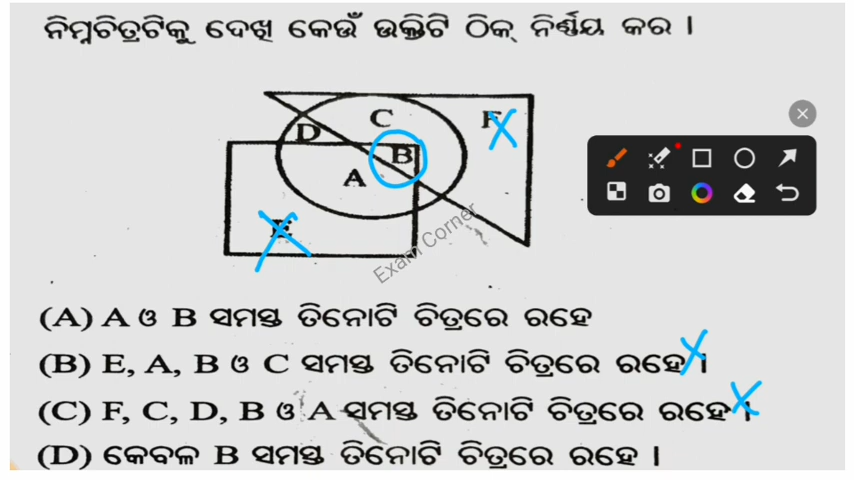 ନିମ୍ନଚିତ୍ରଟିକୁ ଦେଖି କେଉଁ ଉକ୍ତିଟି ଠିକ୍ ନିର୍ଣ୍ଣୟ କର ।
C
F
D
B
A
E
Exam Corner
(A) A ଓ B ସମସ୍ତ ତିନୋଟି ଚିତ୍ରରେ ରହେ
(B) E, A, B ଓ C ସମସ୍ତ ତିନୋଟି ଚିତ୍ରରେ ରହେ ।
(C) F, C, D, B ଓ A ସମସ୍ତ ତିନୋଟି ଚିତ୍ରରେ ରହେ ।
(D) କେବଳ B ସମସ୍ତ ତିନୋଟି ଚିତ୍ରରେ ରହେ ।